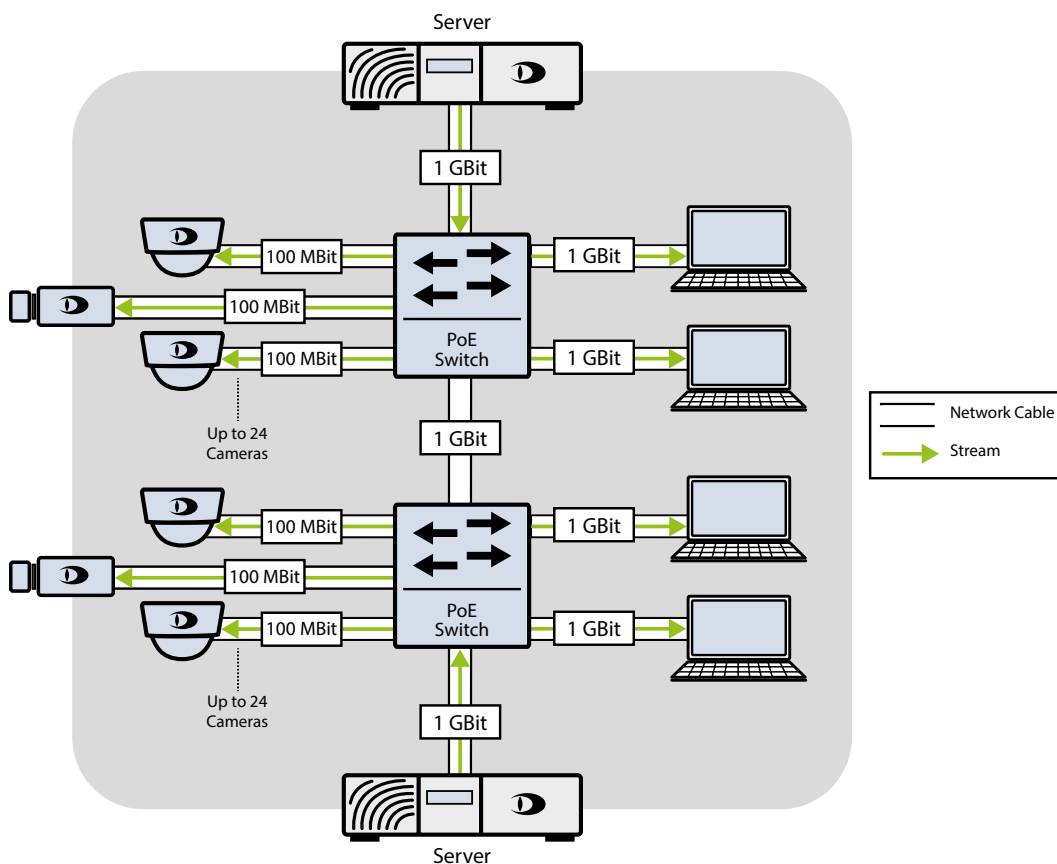 Server
1 GBit
100 MBit
1 GBit
100 MBit
PoE
Switch
100 MBit
1 GBit
Network Cable
Stream
Up to 24
Cameras
1 GBit
100 MBit
1 GBit
100 MBit
PoE
Switch
100 MBit
1 GBit
Up to 24
Cameras
1 GBit
Server